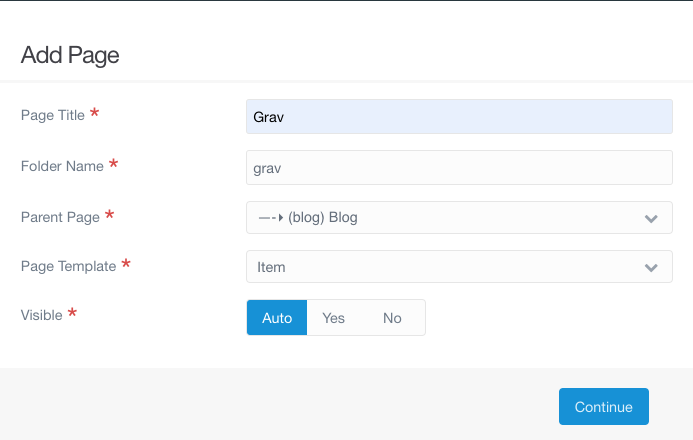 Add Page
Page Title *
Grav
Folder Name *
grav
Parent Page *
—-▸ (blog) Blog
Page Template *
Item
Visible *
Auto Yes No
Continue